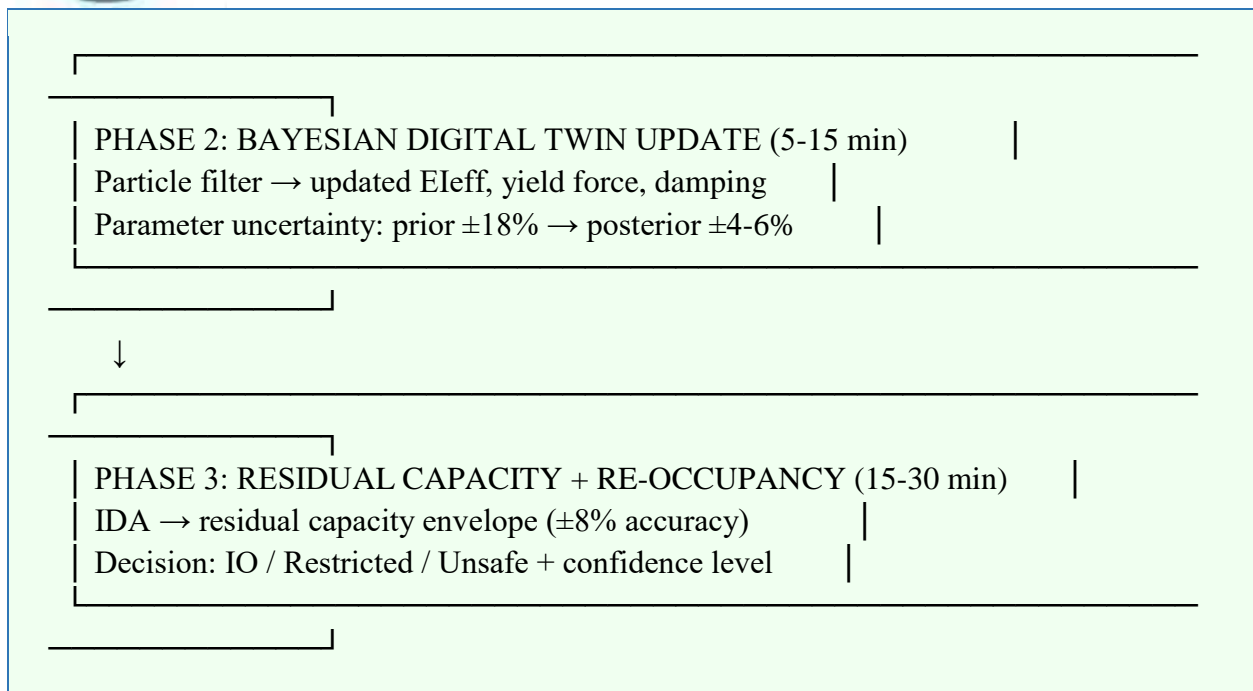 PHASE 2: BAYESIAN DIGITAL TWIN UPDATE (5-15 min)
Particle filter → updated EIeff, yield force, damping
Parameter uncertainty: prior ±18% → posterior ±4-6%
↓
PHASE 3: RESIDUAL CAPACITY + RE-OCCUPANCY (15-30 min)
IDA → residual capacity envelope (±8% accuracy)
Decision: IO / Restricted / Unsafe + confidence level